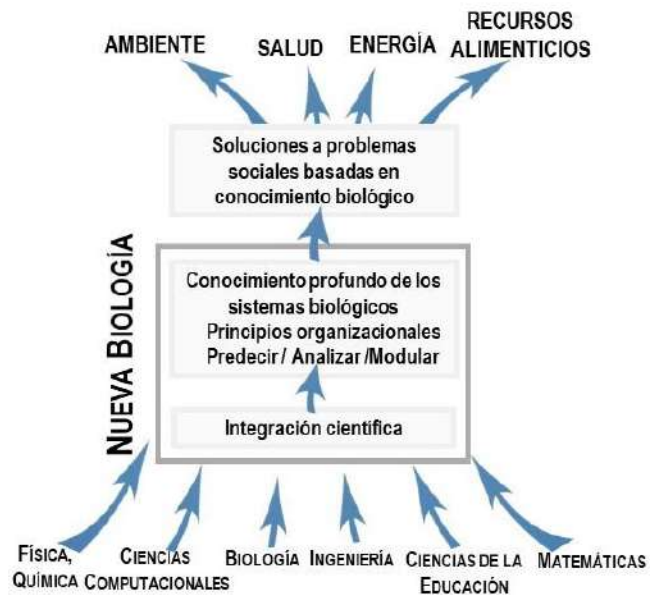 AMBIENTE
SALUD
ENERGÍA
RECURSOS
ALIMENTICIOS
Soluciones a problemas
sociales basadas en
conocimiento biológico
NUEVA BIOLOGÍA
Conocimiento profundo de los
sistemas biológicos
Principios organizacionales
Predecir / Analizar /Modular
Integración científica
FÍSICA,
QUÍMICA
CIENCIAS
COMPUTACIONALES
BIOLOGÍA
INGENIERÍA
CIENCIAS DE LA
EDUCACIÓN
MATEMÁTICAS